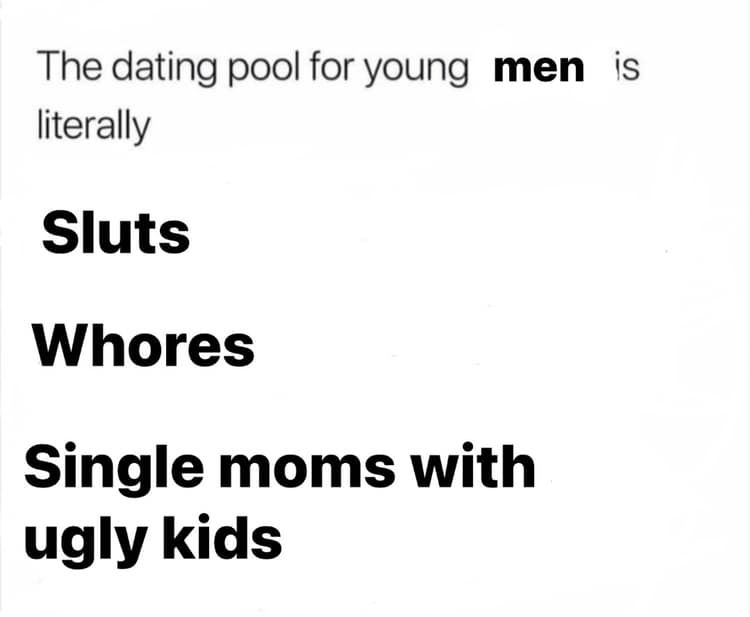 The dating pool for young men is
literally
Sluts
Whores
Single moms with
ugly kids